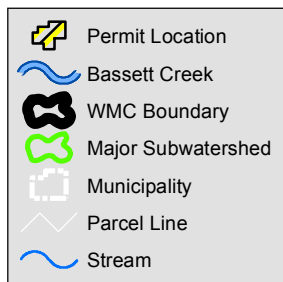 Permit Location
Bassett Creek
WMC Boundary
Major Subwatershed
Municipality
Parcel Line
Stream